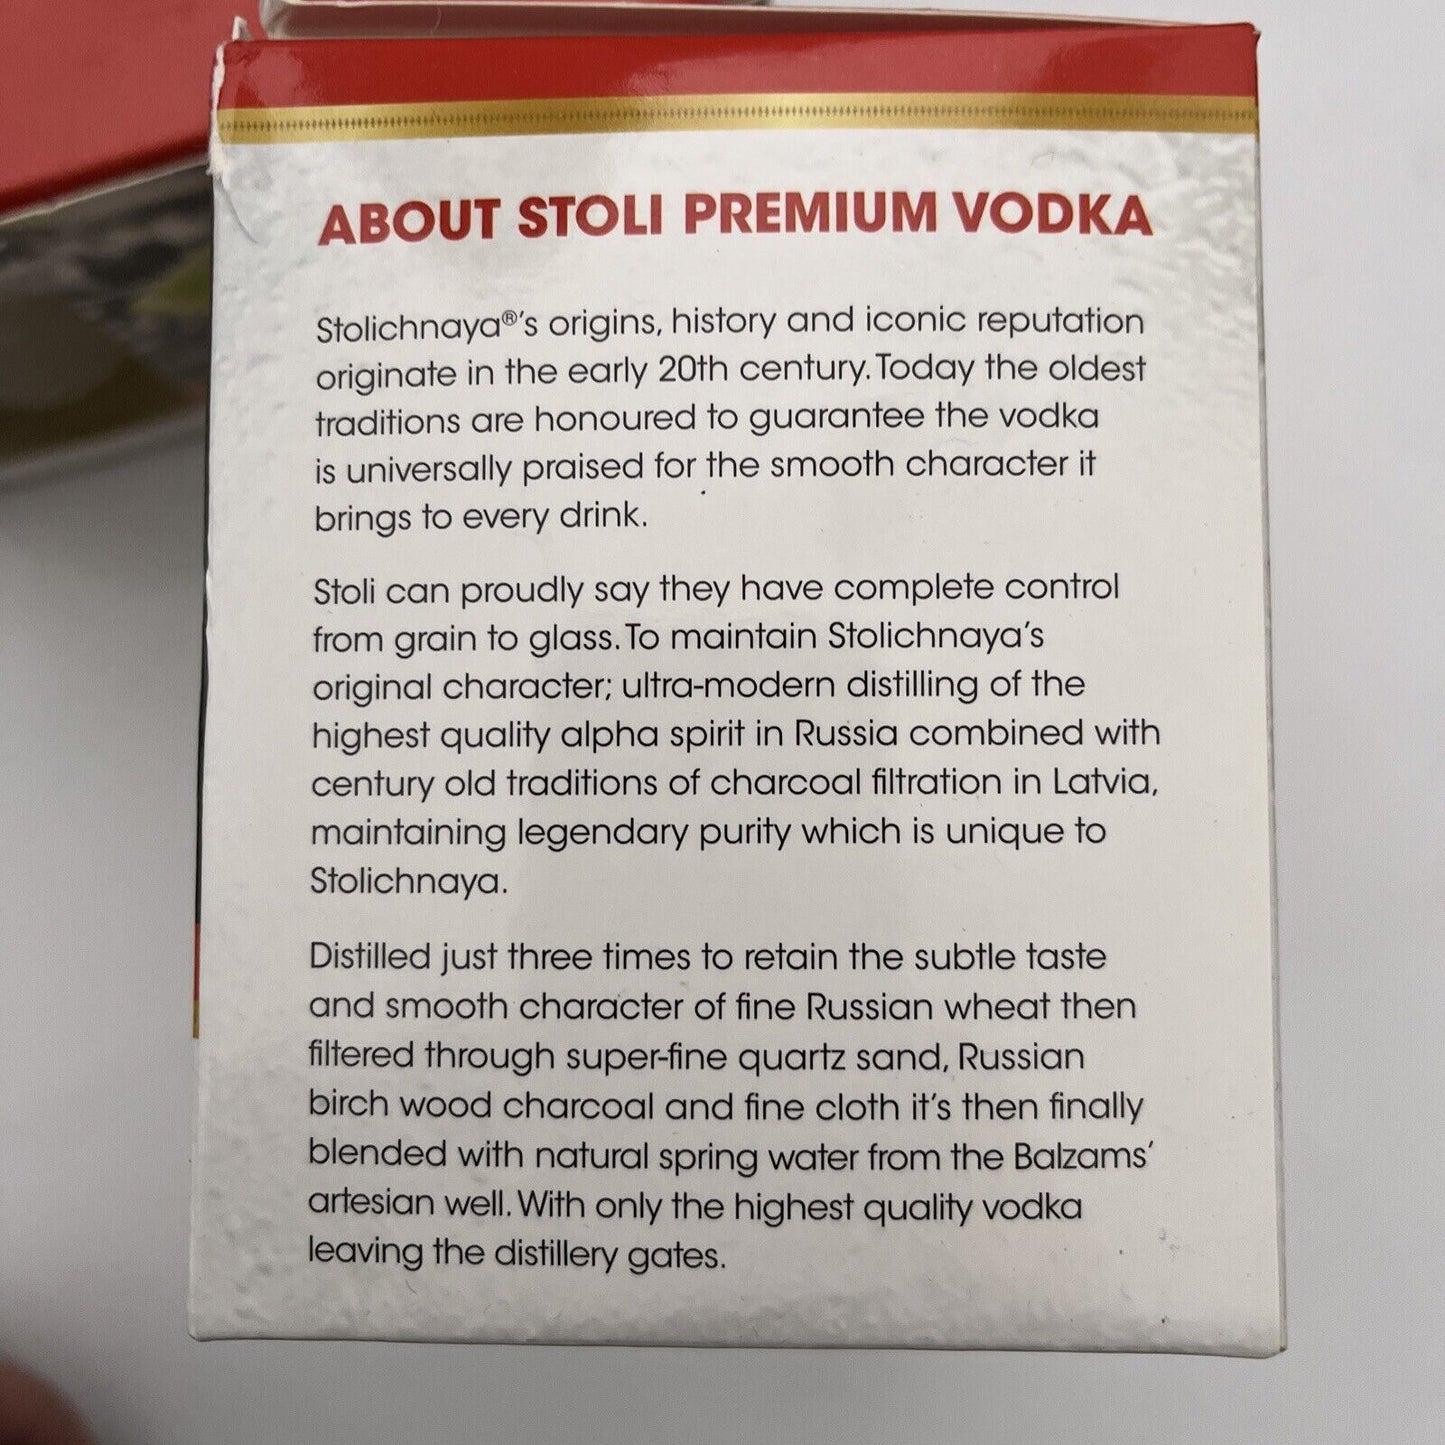 ABOUT STOLI PREMIUM VODKA
Stolichnaya®'s origins, history and iconic reputation
originate in the early 20th century. Today the oldest
traditions are honoured to guarantee the vodka
is universally praised for the smooth character it
brings to every drink.
Stoli can proudly say they have complete control
from grain to glass. To maintain Stolichnaya's
original character; ultra-modern distilling of the
highest quality alpha spirit in Russia combined with
century old traditions of charcoal filtration in Latvia,
maintaining legendary purity which is unique to
Stolichnaya.
Distilled just three times to retain the subtle taste
and smooth character of fine Russian wheat then
filtered through super-fine quartz sand, Russian
birch wood charcoal and fine cloth it's then finally
blended with natural spring water from the Balzams'
artesian well. With only the highest quality vodka
leaving the distillery gates.